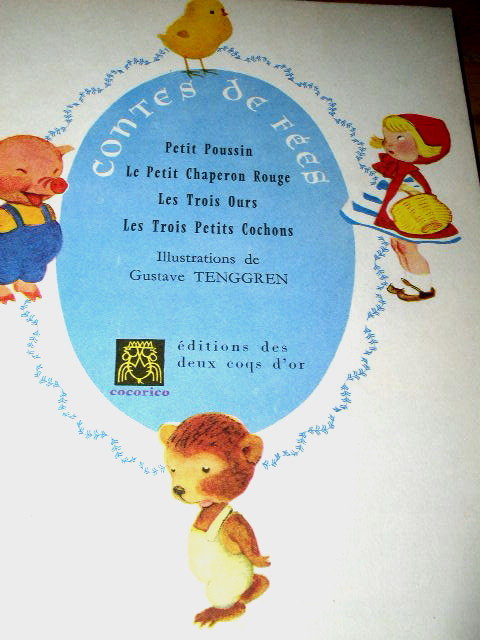 CONTES DE FÉES
Petit Poussin
Le Petit Chaperon Rouge
Les Trois Ours
Les Trois Petits Cochons
Illustrations de
Gustave TENGGREN
éditions des
deux coqs d'or
cocorico